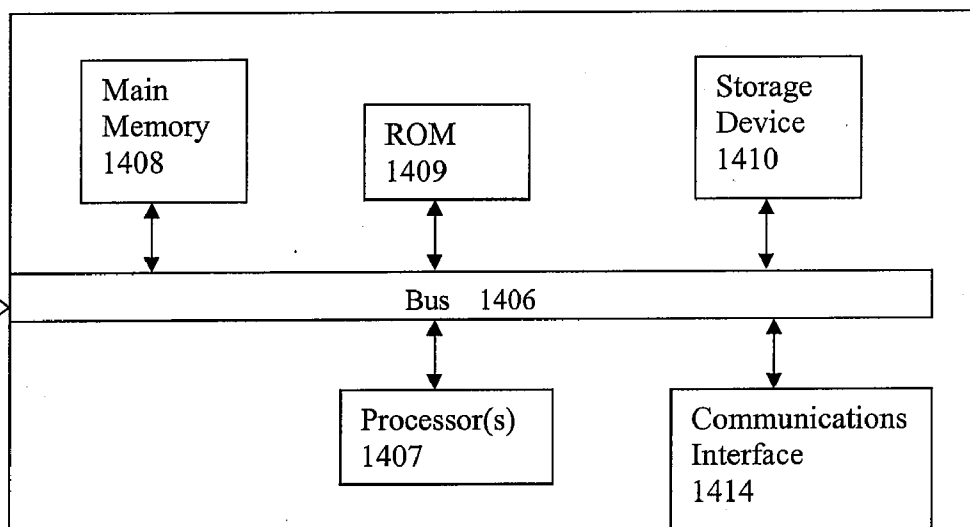 Main
Memory
1408
ROM
1409
Storage
Device
1410
Bus 1406
Processor(s)
1407
Communications
Interface
1414